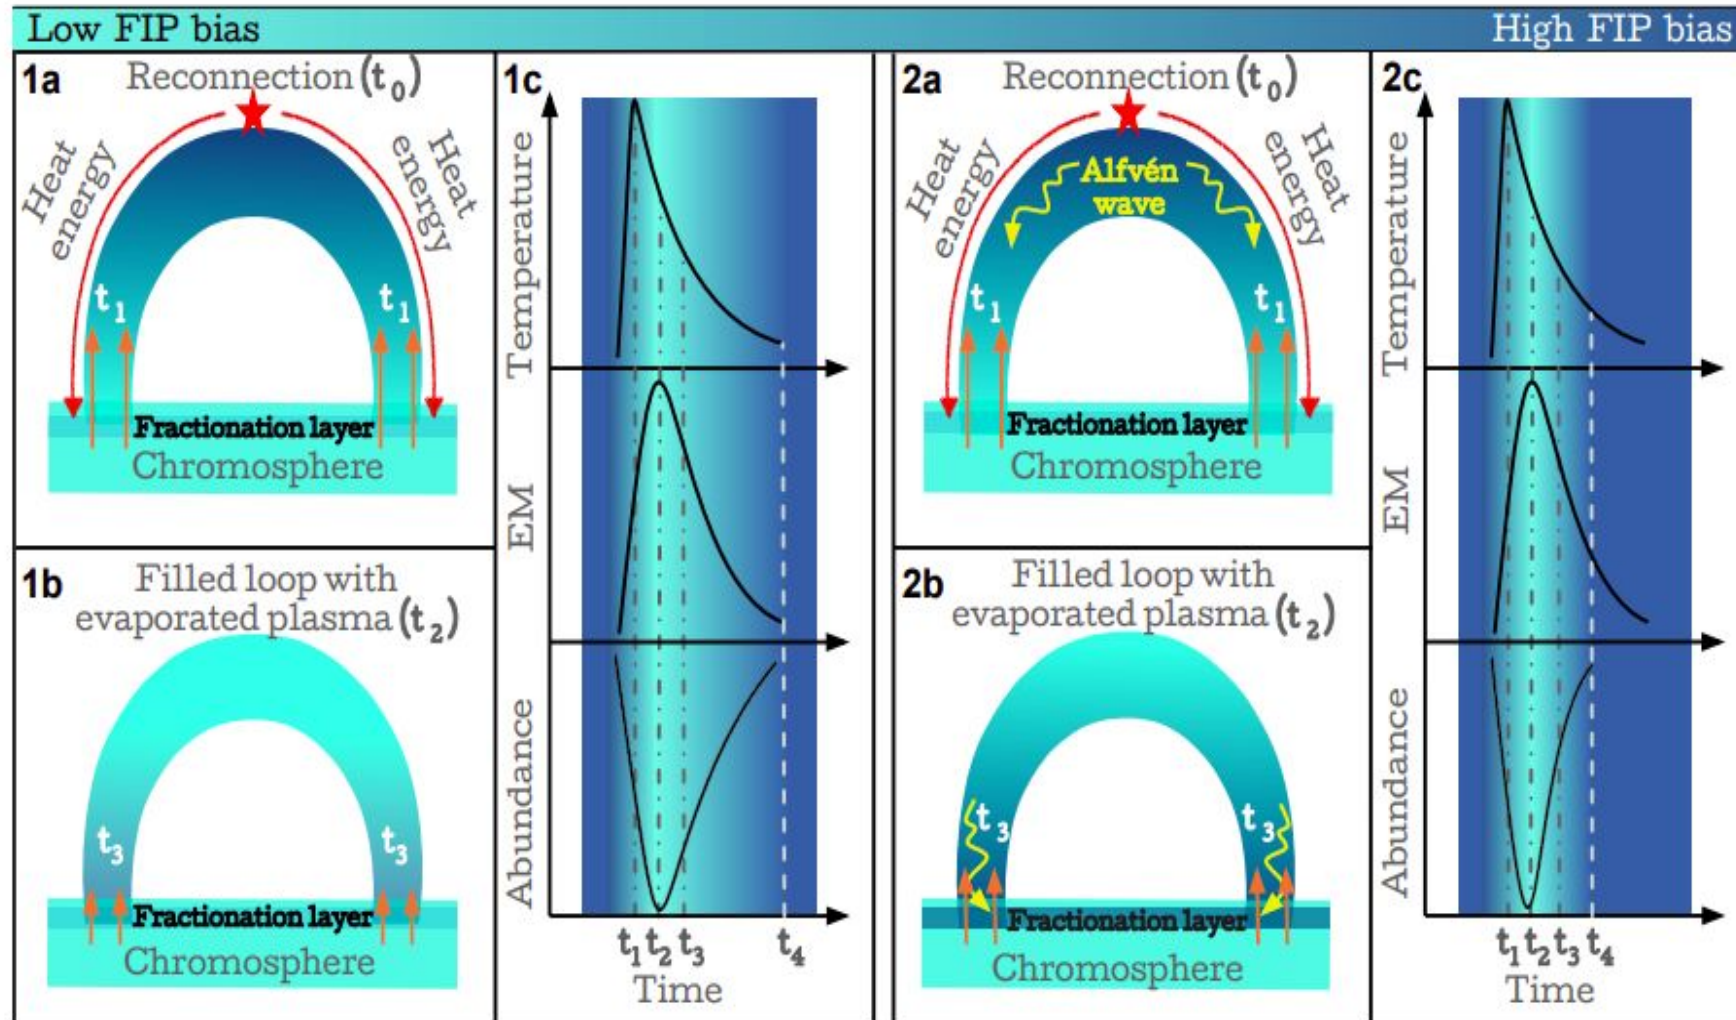 Low FIP bias
High FIP bias
1a
Reconnection (t₀)
Heat energy
Heat energy
t₁
t₁
Fractionation layer
Chromosphere
1b
Filled loop with
evaporated plasma (t₂)
t₃
t₃
Fractionation layer
Chromosphere
1c
Temperature
EM
Abundance
t₁ t₂ t₃ t₄
Time
2a
Reconnection (t₀)
Heat energy
Heat energy
Alfvén
wave
t₁
t₁
Fractionation layer
Chromosphere
2b
Filled loop with
evaporated plasma (t₂)
t₃
t₃
Fractionation layer
Chromosphere
2c
Temperature
EM
Abundance
t₁ t₂ t₃ t₄
Time